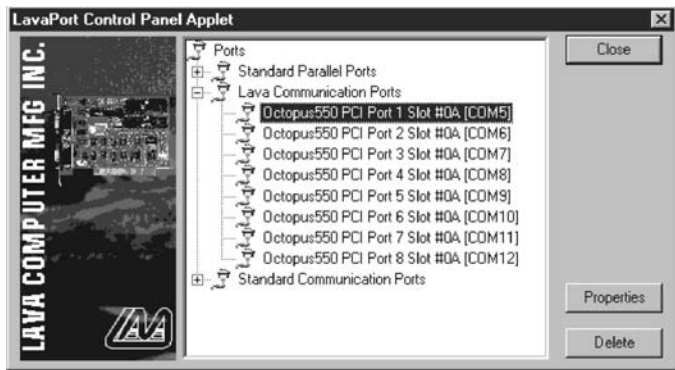 LavaPort Control Panel Applet
LAVA COMPUTER MFG INC.
LAVA
Ports
Standard Parallel Ports
Lava Communication Ports
Octopus550 PCI Port 1 Slot #0A [COM5]
Octopus550 PCI Port 2 Slot #0A [COM6]
Octopus550 PCI Port 3 Slot #0A [COM7]
Octopus550 PCI Port 4 Slot #0A [COM8]
Octopus550 PCI Port 5 Slot #0A [COM9]
Octopus550 PCI Port 6 Slot #0A [COM10]
Octopus550 PCI Port 7 Slot #0A [COM11]
Octopus550 PCI Port 8 Slot #0A [COM12]
Standard Communication Ports
Close
Properties
Delete